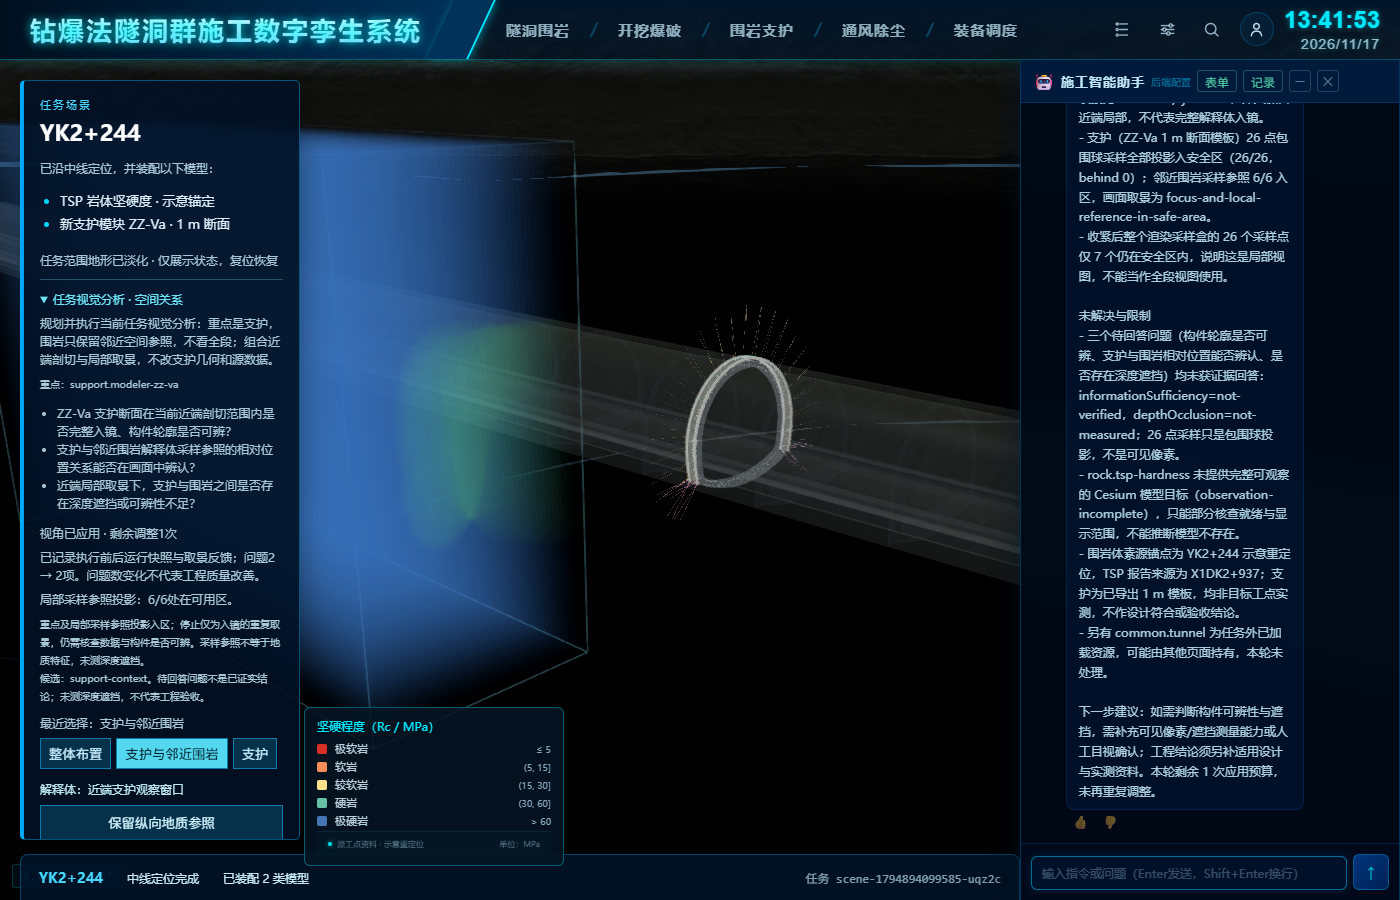 钻爆法隧洞群施工数字孪生系统
隧洞围岩 / 开挖爆破 / 围岩支护 / 通风除尘 / 装备调度
13:41:53
2026/11/17
任务场景
YK2+244
已沿中线定位，并装配以下模型：
• TSP 岩体坚硬度 · 示意锚定
• 新支护模块 ZZ-Va · 1 m 断面
任务范围地形已淡化 · 仅展示状态，复位恢复
▼ 任务视觉分析 · 空间关系
规划并执行当前任务视觉分析：重点是支护，
围岩只保留邻近空间参照，不看全段；组合近
端剖切与局部取景，不改支护几何和源数据。
重点：support.modeler-zz-va
• ZZ-Va 支护断面在当前近端剖切范围内是
否完整入镜、构件轮廓是否可辨？
• 支护与邻近围岩解释体采样参照的相对位
置关系能否在画面中辨认？
• 近端局部取景下，支护与围岩之间是否存
在深度遮挡或可辨性不足？
视角已应用 · 剩余调整1次
已记录执行前后运行快照与取景反馈；问题2
→ 2项。问题数变化不代表工程质量改善。
局部采样参照投影：6/6处在可用区。
重点及局部采样参照投影入区；停止仅为入镜的重复取
景，仍需核查数据与构件是否可辨。采样参照不等于地
质特征，未测深度遮挡。
候选：support-context。待回答问题不是已证实结
论；未测深度遮挡，不代表工程验收。
最近选择：支护与邻近围岩
整体布置 支护与邻近围岩 支护
解释体：近端支护观察窗口
保留纵向地质参照
坚硬程度（Rc / MPa）
极软岩 ≤ 5
软岩 (5, 15]
较软岩 (15, 30]
硬岩 (30, 60]
极硬岩 > 60
源工点资料 · 示意重定位 单位：MPa
YK2+244 中线定位完成 已装配 2 类模型 任务 scene-1794894099585-uqz2c
施工智能助手 后端配置 表单 记录
近端局部，不代表完整解释体入镜。
- 支护（ZZ-Va 1 m 断面模板）26 点包
围球采样全部投影入安全区（26/26，
behind 0）；邻近围岩采样参照 6/6 入
区，画面取景为 focus-and-local-
reference-in-safe-area。
- 收紧后整个渲染采样盒的 26 个采样点
仅 7 个仍在安全区内，说明这是局部视
图，不能当作全段视图使用。
未解决与限制
- 三个待回答问题（构件轮廓是否可
辨、支护与围岩相对位置能否辨认、是
否存在深度遮挡）均未获证据回答：
informationSufficiency=not-
verified，depthOcclusion=not-
measured；26 点采样只是包围球投
影，不是可见像素。
- rock.tsp-hardness 未提供完整可观察
的 Cesium 模型目标（observation-
incomplete），只能部分核查就绪与显
示范围，不能推断模型不存在。
- 围岩体素源锚点为 YK2+244 示意重定
位，TSP 报告来源为 X1DK2+937；支
护为已导出 1 m 模板，均非目标工点实
测，不作设计符合或验收结论。
- 另有 common.tunnel 为任务外已加
载资源，可能由其他页面持有，本轮未
处理。
下一步建议：如需判断构件可辨性与遮
挡，需补充可见像素/遮挡测量能力或人
工目视确认；工程结论须另补适用设计
与实测资料。本轮剩余 1 次应用预算，
未再重复调整。
输入指令或问题（Enter发送，Shift+Enter换行）